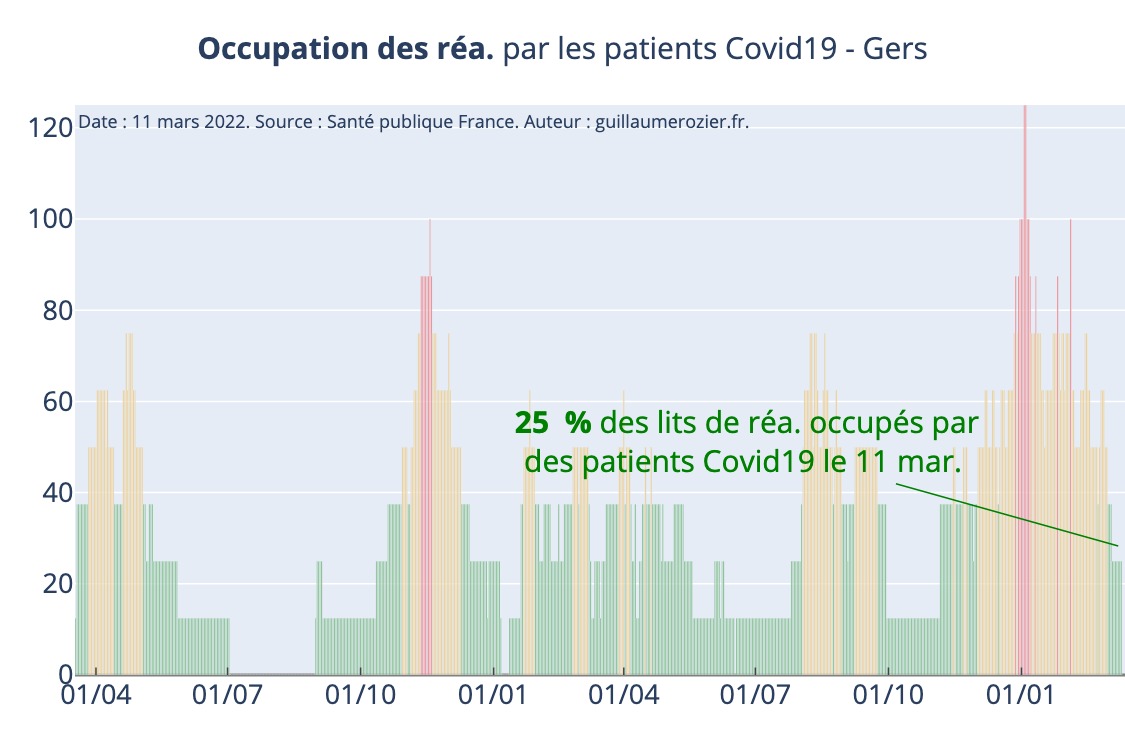 Occupation des réa. par les patients Covid19 - Gers
Date : 11 mars 2022. Source : Santé publique France. Auteur : guillaumerozier.fr.
120
100
80
60
40
20
0
25  % des lits de réa. occupés par
des patients Covid19 le 11 mar.
01/04 01/07 01/10 01/01 01/04 01/07 01/10 01/01